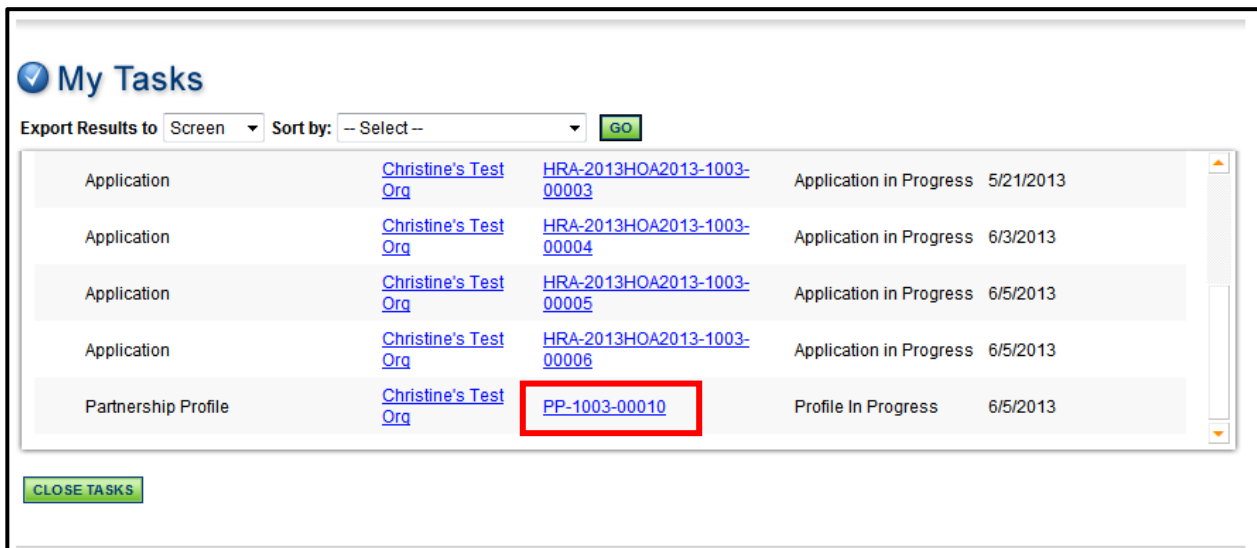 My Tasks
Export Results to Screen Sort by: -- Select -- GO
Application Christine's Test Org HRA-2013HOA2013-1003-00003 Application in Progress 5/21/2013
Application Christine's Test Org HRA-2013HOA2013-1003-00004 Application in Progress 6/3/2013
Application Christine's Test Org HRA-2013HOA2013-1003-00005 Application in Progress 6/5/2013
Application Christine's Test Org HRA-2013HOA2013-1003-00006 Application in Progress 6/5/2013
Partnership Profile Christine's Test Org PP-1003-00010 Profile In Progress 6/5/2013
CLOSE TASKS